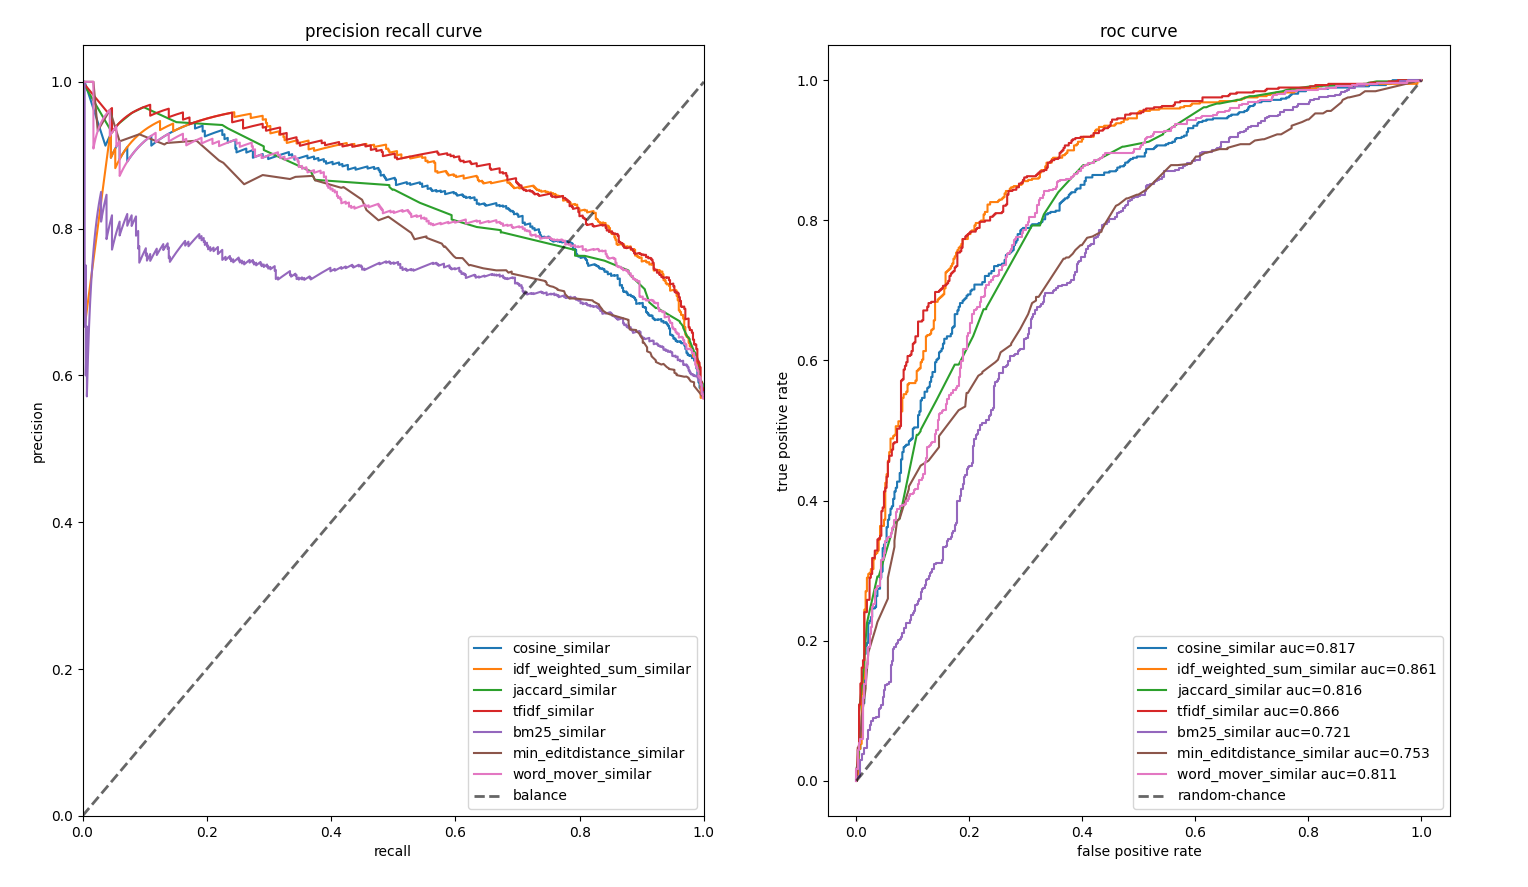 precision recall curve
1.0
0.8
0.6
0.4
0.2
0.0
precision
0.0 0.2 0.4 0.6 0.8 1.0
recall
cosine_similar
idf_weighted_sum_similar
jaccard_similar
tfidf_similar
bm25_similar
min_editdistance_similar
word_mover_similar
balance
roc curve
1.0
0.8
0.6
0.4
0.2
0.0
true positive rate
0.0 0.2 0.4 0.6 0.8 1.0
false positive rate
cosine_similar auc=0.817
idf_weighted_sum_similar auc=0.861
jaccard_similar auc=0.816
tfidf_similar auc=0.866
bm25_similar auc=0.721
min_editdistance_similar auc=0.753
word_mover_similar auc=0.811
random-chance